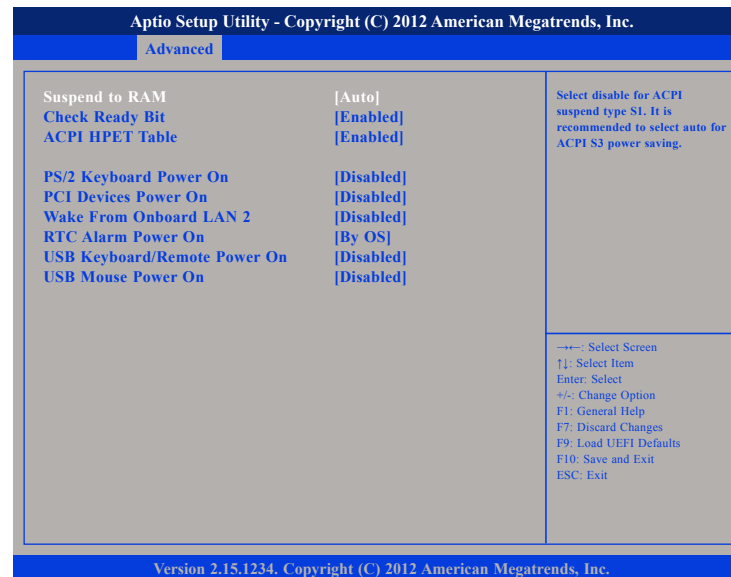 Aptio Setup Utility - Copyright (C) 2012 American Megatrends, Inc.
Advanced
Suspend to RAM [Auto]
Check Ready Bit [Enabled]
ACPI HPET Table [Enabled]
PS/2 Keyboard Power On [Disabled]
PCI Devices Power On [Disabled]
Wake From Onboard LAN 2 [Disabled]
RTC Alarm Power On [By OS]
USB Keyboard/Remote Power On [Disabled]
USB Mouse Power On [Disabled]
Select disable for ACPI
suspend type S1. It is
recommended to select auto for
ACPI S3 power saving.
→←: Select Screen
↑↓: Select Item
Enter: Select
+/-: Change Option
F1: General Help
F7: Discard Changes
F9: Load UEFI Defaults
F10: Save and Exit
ESC: Exit
Version 2.15.1234. Copyright (C) 2012 American Megatrends, Inc.